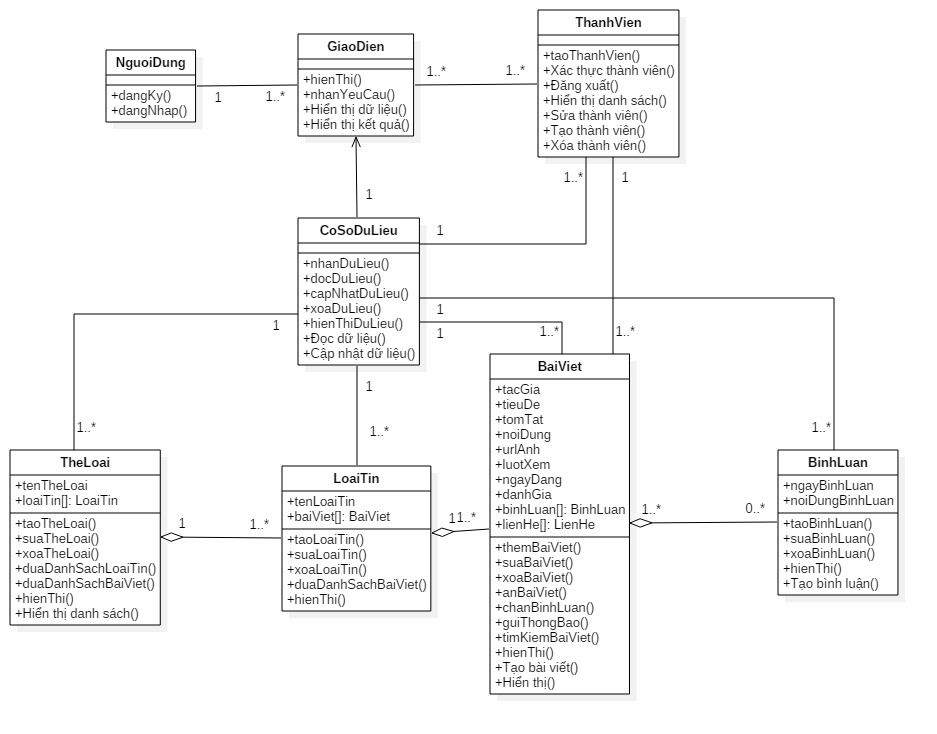 NguoiDung
+dangKy()
+dangNhap()
1
1..*
GiaoDien
+hienThi()
+nhanYeuCau()
+Hiển thị dữ liệu()
+Hiển thị kết quả()
1..*
1..*
ThanhVien
+taoThanhVien()
+Xác thực thành viên()
+Đăng xuất()
+Hiển thị danh sách()
+Sửa thành viên()
+Tạo thành viên()
+Xóa thành viên()
1..*
1
1
CoSoDuLieu
+nhanDuLieu()
+docDuLieu()
+capNhatDuLieu()
+xoaDuLieu()
+hienThiDuLieu()
+Đọc dữ liệu()
+Cập nhật dữ liệu()
1
1
1
1
1..*
1..*
1
1..*
1..*
1..*
TheLoai
+tenTheLoai
+loaiTin[]: LoaiTin
+taoTheLoai()
+suaTheLoai()
+xoaTheLoai()
+duaDanhSachLoaiTin()
+duaDanhSachBaiViet()
+hienThi()
+Hiển thị danh sách()
1
1..*
LoaiTin
+tenLoaiTin
+baiViet[]: BaiViet
+taoLoaiTin()
+suaLoaiTin()
+xoaLoaiTin()
+duaDanhSachBaiViet()
+hienThi()
1
1..*
BaiViet
+tacGia
+tieuDe
+tomTat
+noiDung
+urlAnh
+luotXem
+ngayDang
+danhGia
+binhLuan[]: BinhLuan
+lienHe[]: LienHe
+themBaiViet()
+suaBaiViet()
+xoaBaiViet()
+anBaiViet()
+chanBinhLuan()
+guiThongBao()
+timKiemBaiViet()
+hienThi()
+Tạo bài viết()
+Hiển thị()
1..*
0..*
BinhLuan
+ngayBinhLuan
+noiDungBinhLuan
+taoBinhLuan()
+suaBinhLuan()
+xoaBinhLuan()
+hienThi()
+Tạo bình luận()